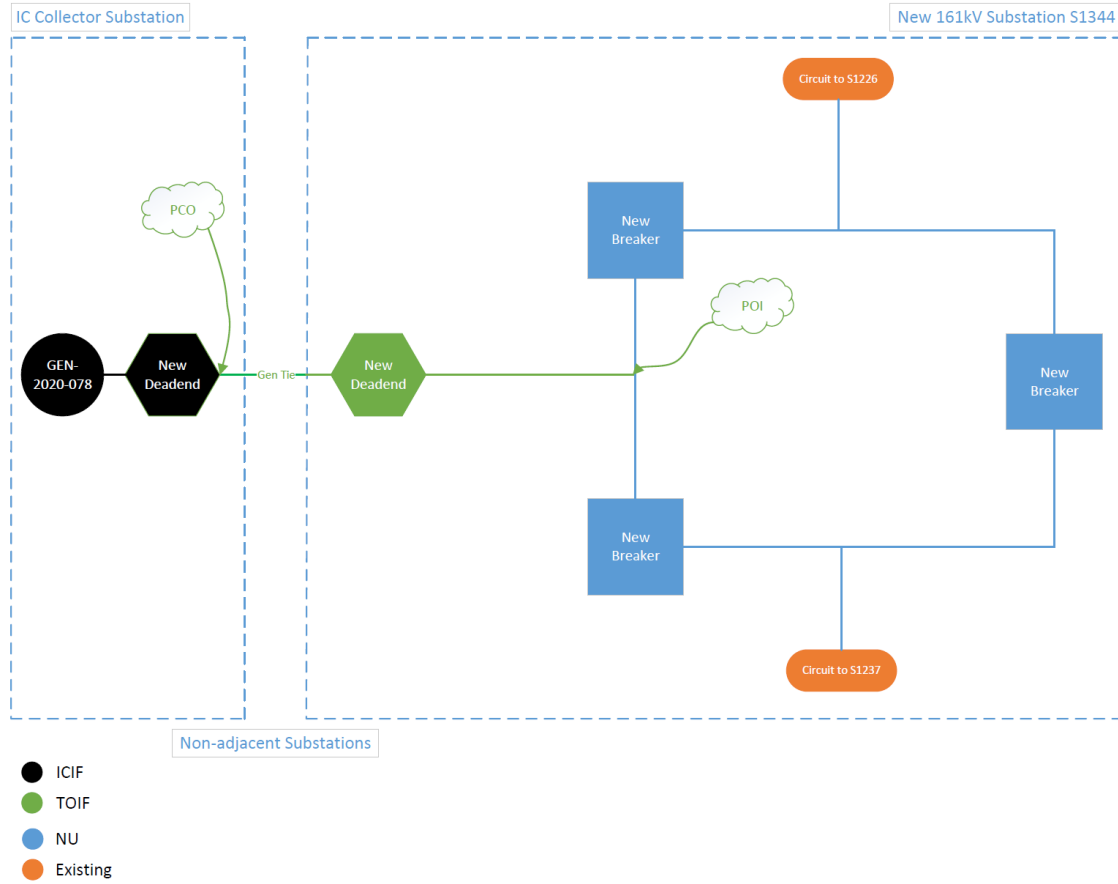 IC Collector Substation
New 161kV Substation S1344
Circuit to S1226
PCO
New
Breaker
POI
GEN-
2020-078
New
Deadend
Gen Tie
New
Deadend
New
Breaker
New
Breaker
Circuit to S1237
Non-adjacent Substations
ICIF
TOIF
NU
Existing